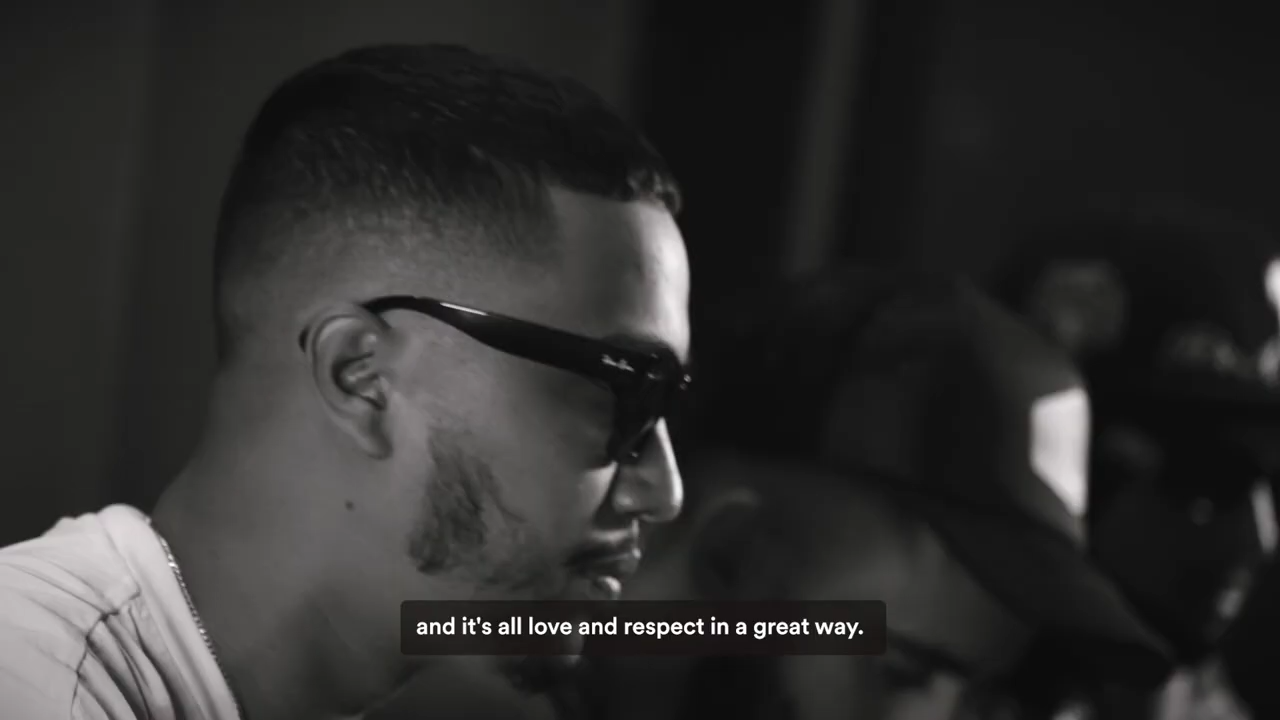 and it's all love and respect in a great way.